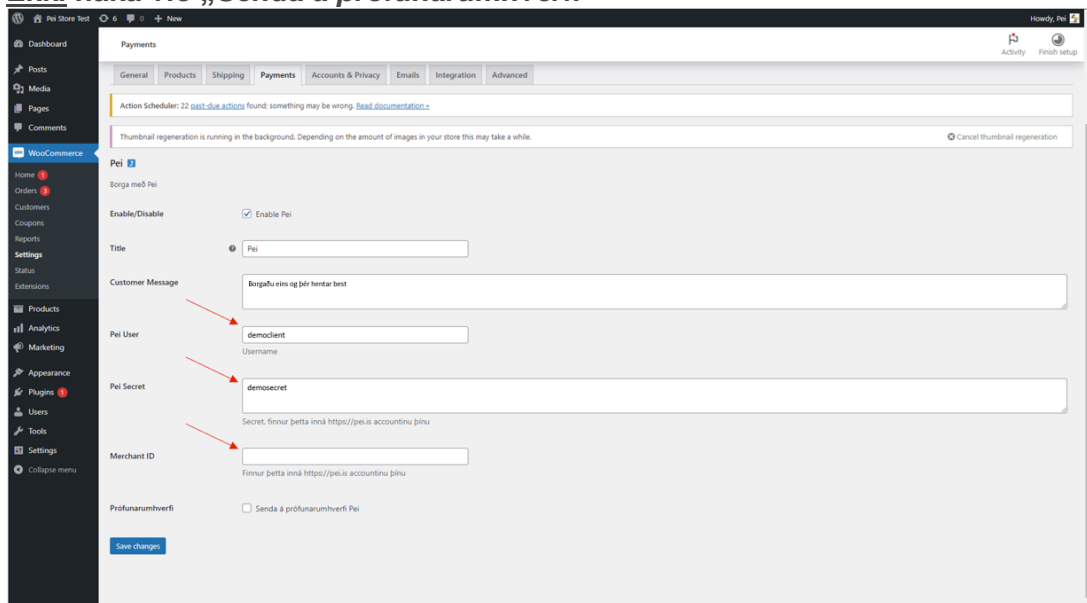 Pei Store Test 6 0 + New Howdy, Pei
Dashboard
Posts
Media
Pages
Comments
WooCommerce
Home 1
Orders 3
Customers
Coupons
Reports
Settings
Status
Extensions
Products
Analytics
Marketing
Appearance
Plugins 1
Users
Tools
Settings
Collapse menu
Payments
Activity Finish setup
General Products Shipping Payments Accounts & Privacy Emails Integration Advanced
Action Scheduler: 22 past-due actions found; something may be wrong. Read documentation »
Thumbnail regeneration is running in the background. Depending on the amount of images in your store this may take a while. Cancel thumbnail regeneration
Pei
Borga með Pei
Enable/Disable Enable Pei
Title Pei
Customer Message Borgaðu eins og þér hentar best
Pei User democlient
Username
Pei Secret demosecret
Secret, finnur þetta inná https://pei.is accountinu þínu
Merchant ID
Finnur þetta inná https://pei.is accountinu þínu
Prófunarumhverfi Senda á prófunarumhverfi Pei
Save changes